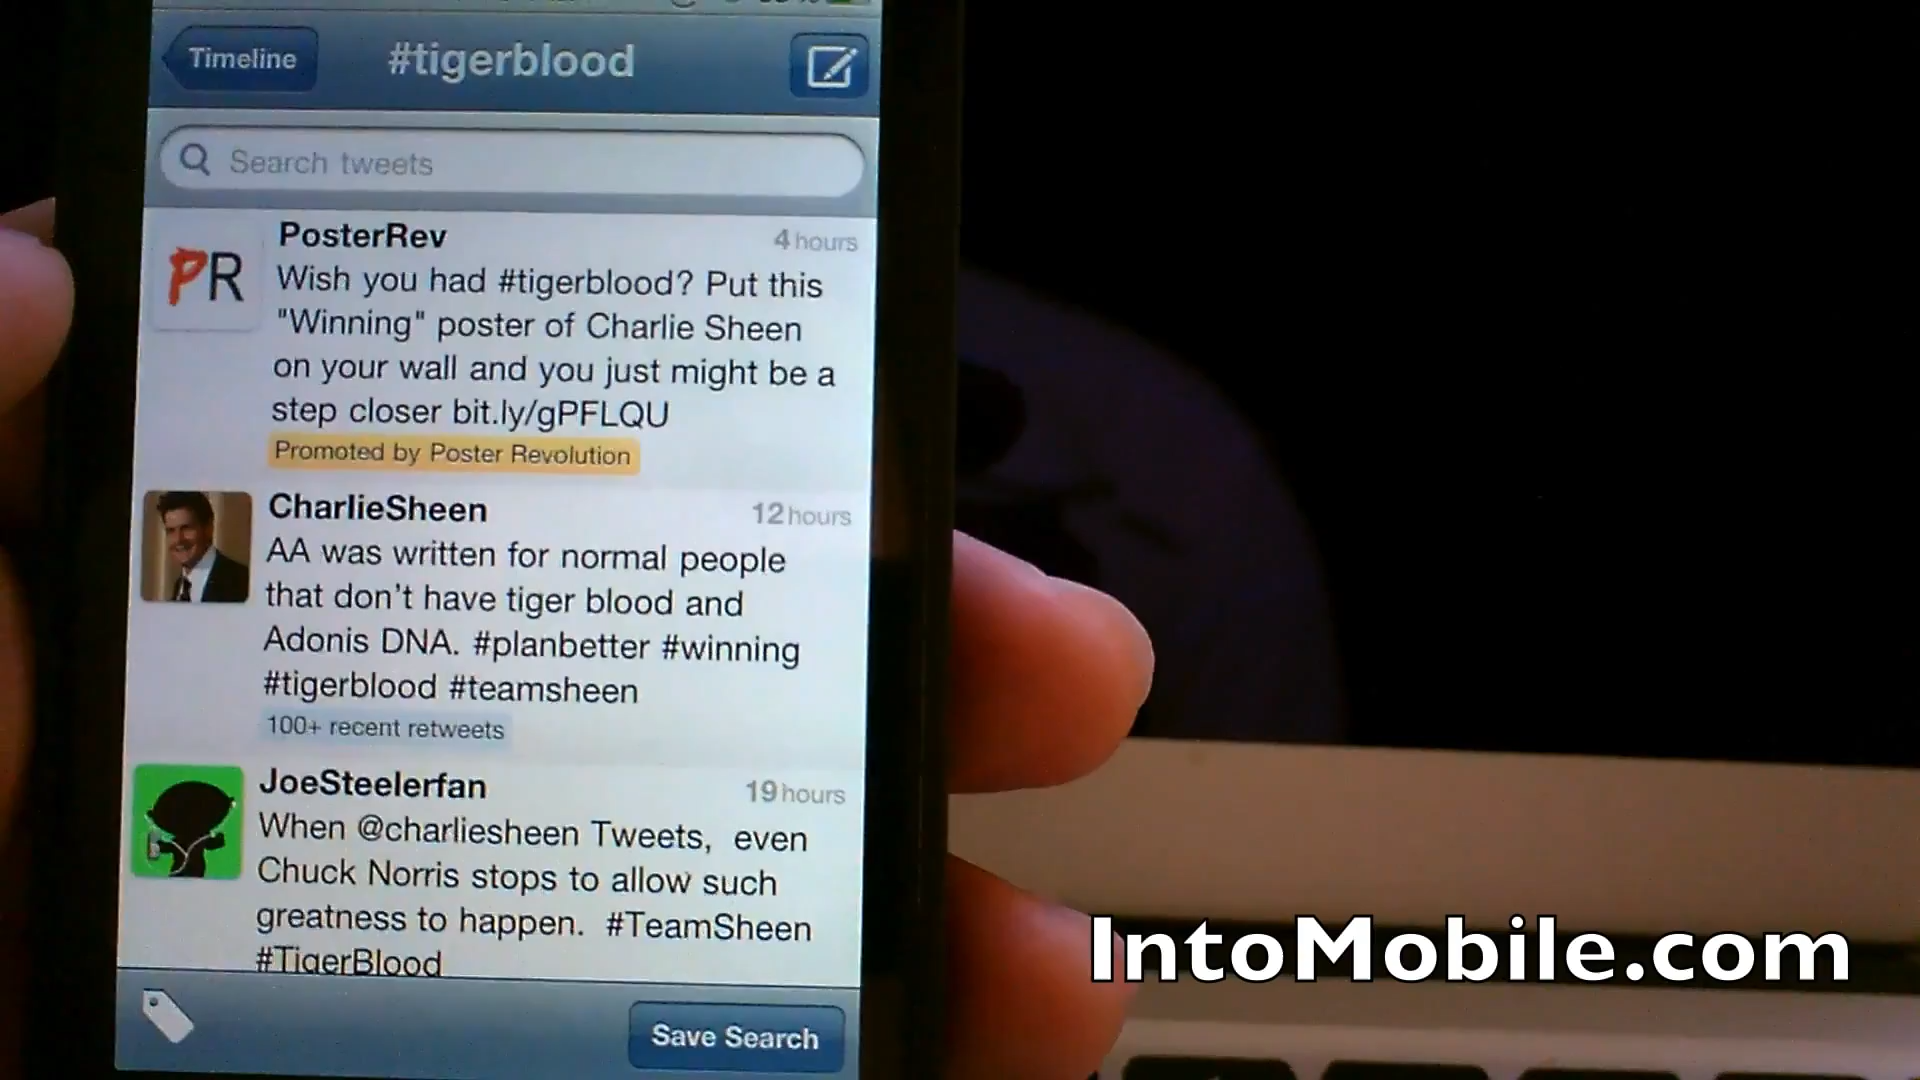 Timeline
#tigerblood
Search tweets
PR
PosterRev
4 hours
Wish you had #tigerblood? Put this
"Winning" poster of Charlie Sheen
on your wall and you just might be a
step closer bit.ly/gPFLQU
Promoted by Poster Revolution
CharlieSheen
12 hours
AA was written for normal people
that don't have tiger blood and
Adonis DNA. #planbetter #winning
#tigerblood #teamsheen
100+ recent retweets
JoeSteelerfan
19 hours
When @charliesheen Tweets, even
Chuck Norris stops to allow such
greatness to happen. #TeamSheen
#TigerBlood
Save Search
IntoMobile.com